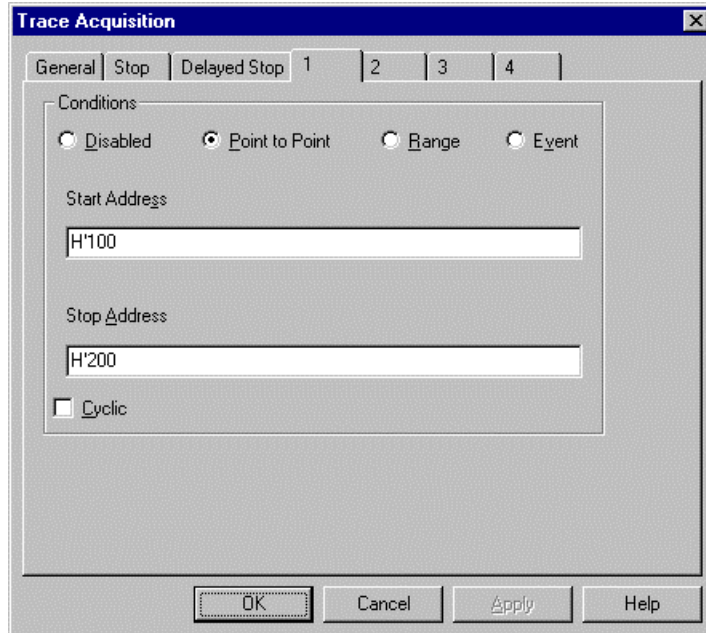 Trace Acquisition
General Stop Delayed Stop 1 2 3 4
Conditions
Disabled Point to Point Range Event
Start Address
H'100
Stop Address
H'200
Cyclic
OK Cancel Apply Help